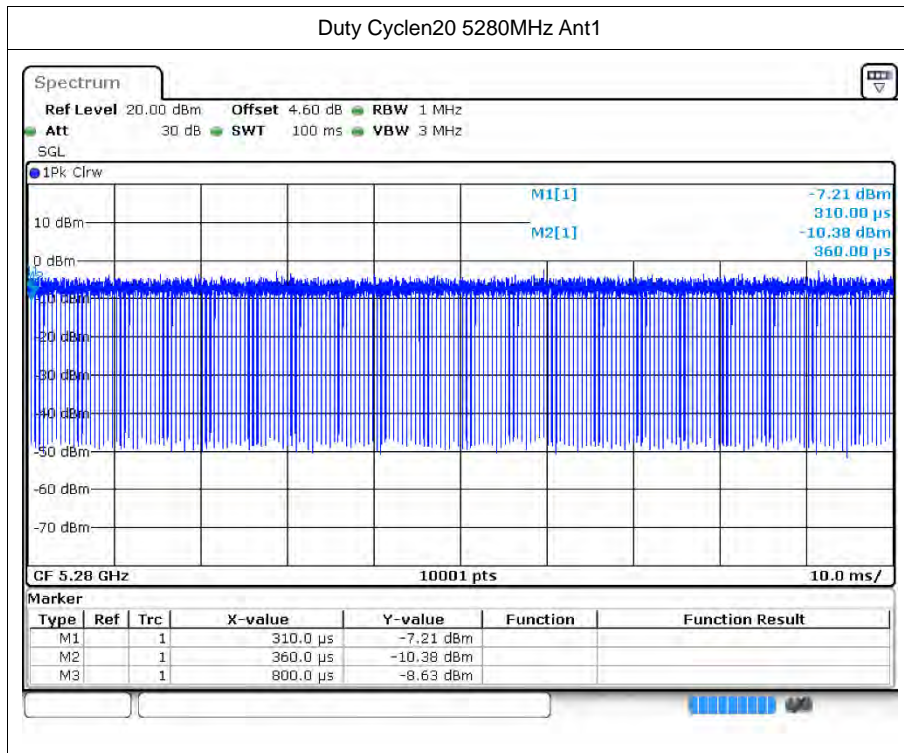 Duty Cyclen20 5280MHz Ant1
Spectrum
Ref Level 20.00 dBm Offset 4.60 dB RBW 1 MHz
Att 30 dB SWT 100 ms VBW 3 MHz
SGL
1Pk Clrw
M1[1] -7.21 dBm
310.00 µs
10 dBm
M2[1] -10.38 dBm
360.00 µs
0 dBm
-10 dBm
-20 dBm
-30 dBm
-40 dBm
-50 dBm
-60 dBm
-70 dBm
CF 5.28 GHz 10001 pts 10.0 ms/
Marker
Type Ref Trc X-value Y-value Function Function Result
M1 1 310.0 µs -7.21 dBm
M2 1 360.0 µs -10.38 dBm
M3 1 800.0 µs -8.63 dBm